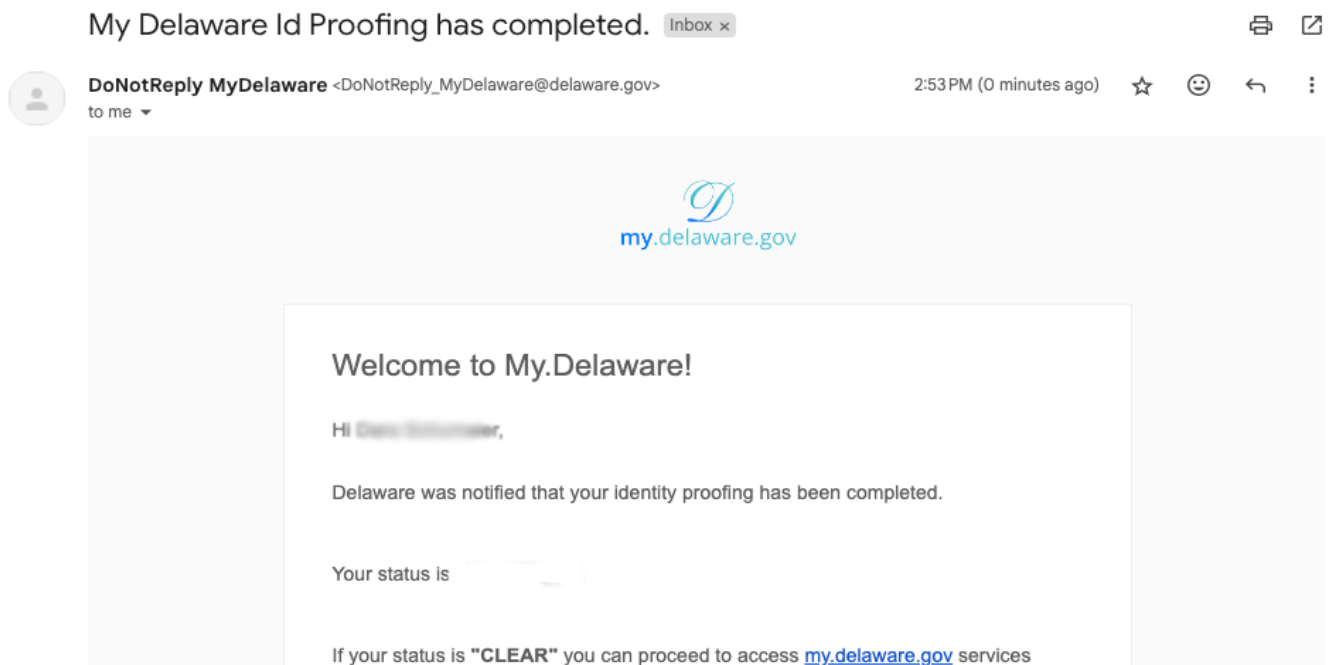 My Delaware Id Proofing has completed. Inbox ×
DoNotReply MyDelaware <DoNotReply_MyDelaware@delaware.gov> 2:53 PM (0 minutes ago)
to me
D
my.delaware.gov
Welcome to My.Delaware!
Hi
Delaware was notified that your identity proofing has been completed.
Your status is
If your status is "CLEAR" you can proceed to access my.delaware.gov services